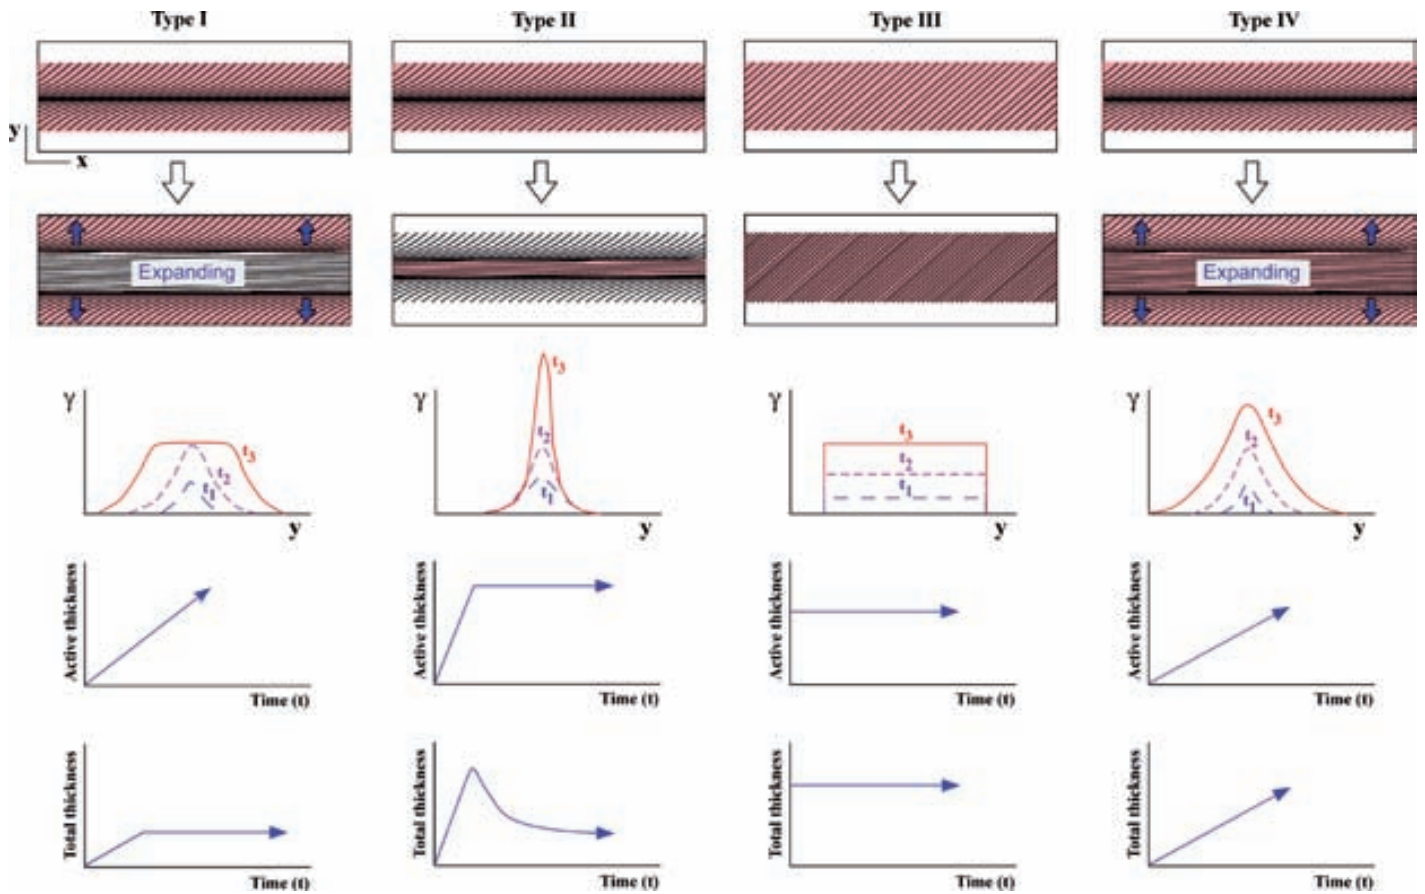 Type I
Type II
Type III
Type IV
y
x
Expanding
Expanding
γ
t3
t2
t1
y
γ
t3
t2
t1
y
γ
t3
t2
t1
y
γ
t3
t2
t1
y
Active thickness
Time (t)
Active thickness
Time (t)
Active thickness
Time (t)
Active thickness
Time (t)
Total thickness
Time (t)
Total thickness
Time (t)
Total thickness
Time (t)
Total thickness
Time (t)